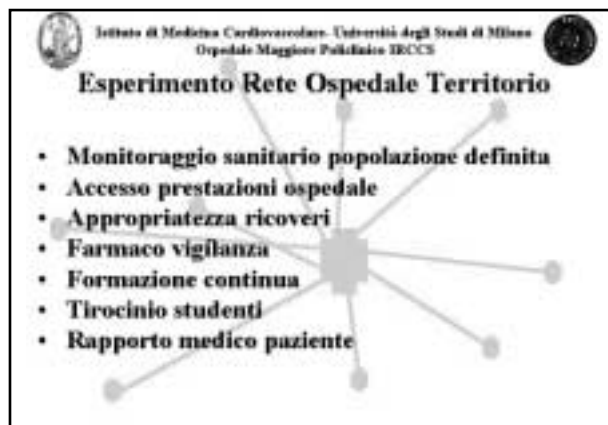 Istituto di Medicina Cardiovascolare- Università degli Studi di Milano
Ospedale Maggiore Policlinico IRCCS
Esperimento Rete Ospedale Territorio
• Monitoraggio sanitario popolazione definita
• Accesso prestazioni ospedale
• Appropriatezza ricoveri
• Farmaco vigilanza
• Formazione continua
• Tirocinio studenti
• Rapporto medico paziente